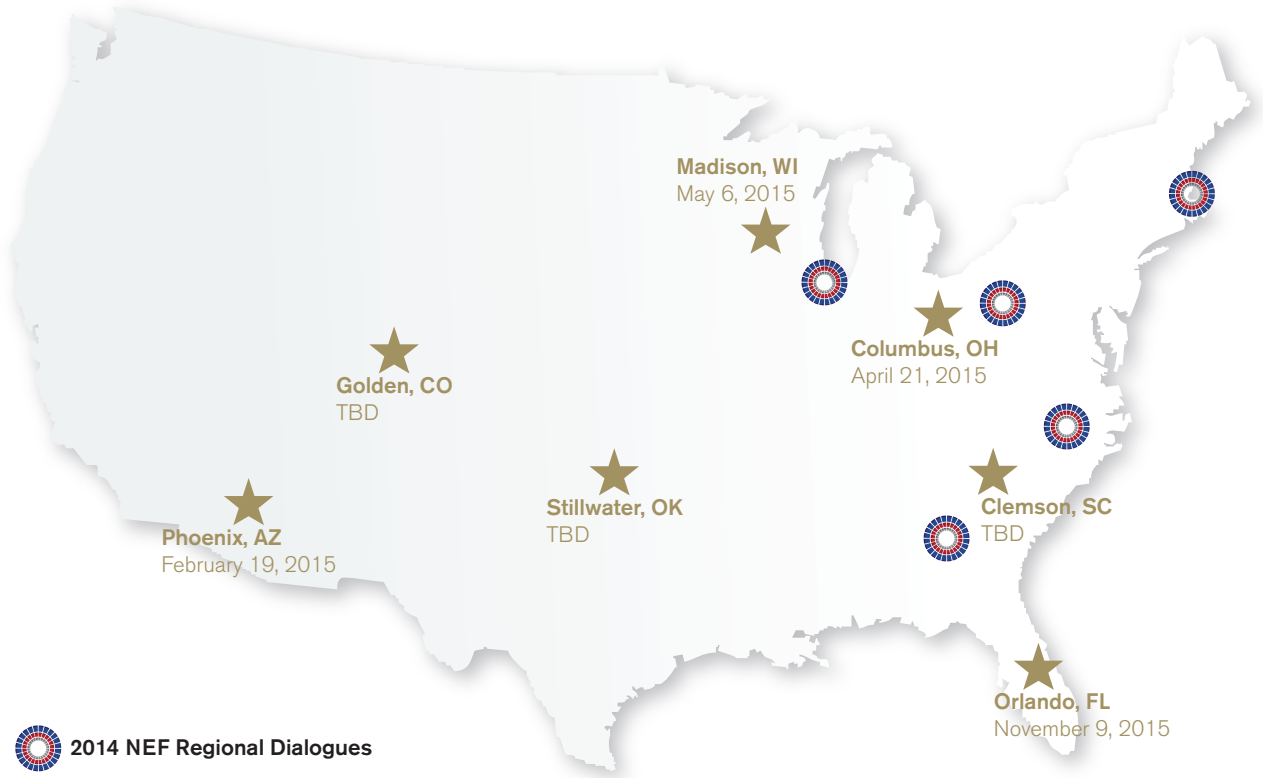 Madison, WI
May 6, 2015
Columbus, OH
April 21, 2015
Golden, CO
TBD
Stillwater, OK
TBD
Clemson, SC
TBD
Phoenix, AZ
February 19, 2015
Orlando, FL
November 9, 2015
2014 NEF Regional Dialogues